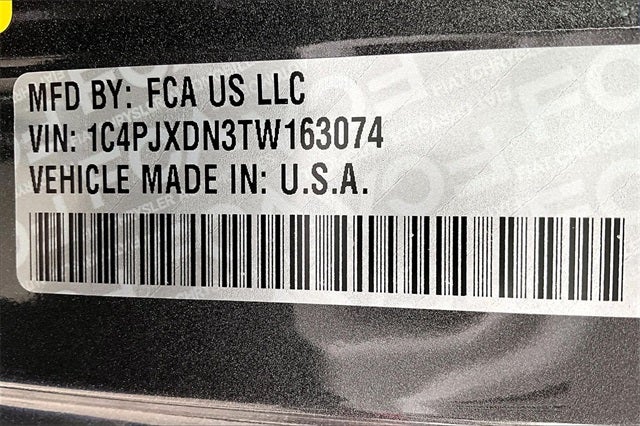 MFD BY: FCA US LLC
VIN: 1C4PJXDN3TW163074
VEHICLE MADE IN: U.S.A.